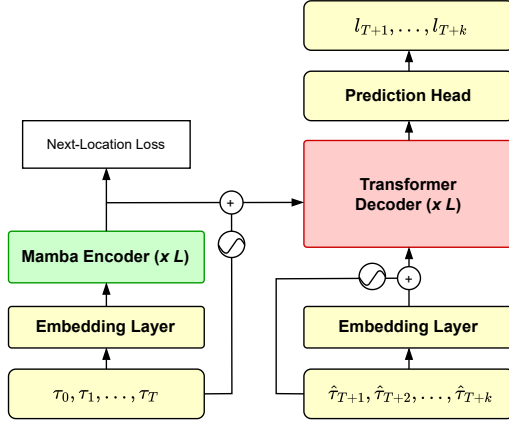 l_{T+1}, . . . , l_{T+k}
Prediction Head
Next-Location Loss
Transformer
Decoder (x L)
+
Mamba Encoder (x L)
+
Embedding Layer
Embedding Layer
τ_0, τ_1, . . . , τ_T
τ̂_{T+1}, τ̂_{T+2}, . . . , τ̂_{T+k}